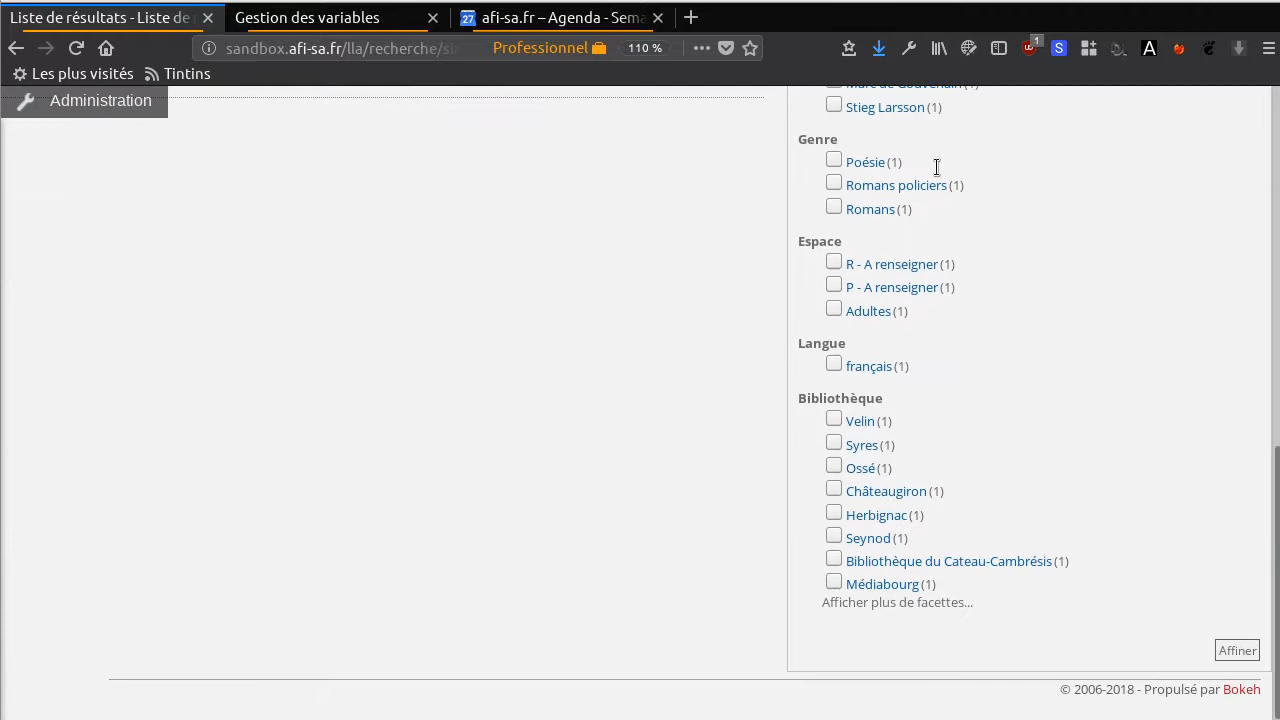 Liste de résultats - Liste de
Gestion des variables
27 afi-sa.fr – Agenda - Sema
sandbox.afi-sa.fr/lla/recherche/si
Professionnel
110 %
1
S
A
Les plus visités
Tintins
Administration
Stieg Larsson (1)
Genre
Poésie (1)
Romans policiers (1)
Romans (1)
Espace
R - A renseigner (1)
P - A renseigner (1)
Adultes (1)
Langue
français (1)
Bibliothèque
Velin (1)
Syres (1)
Ossé (1)
Châteaugiron (1)
Herbignac (1)
Seynod (1)
Bibliothèque du Cateau-Cambrésis (1)
Médiabourg (1)
Afficher plus de facettes...
Affiner
© 2006-2018 - Propulsé par Bokeh